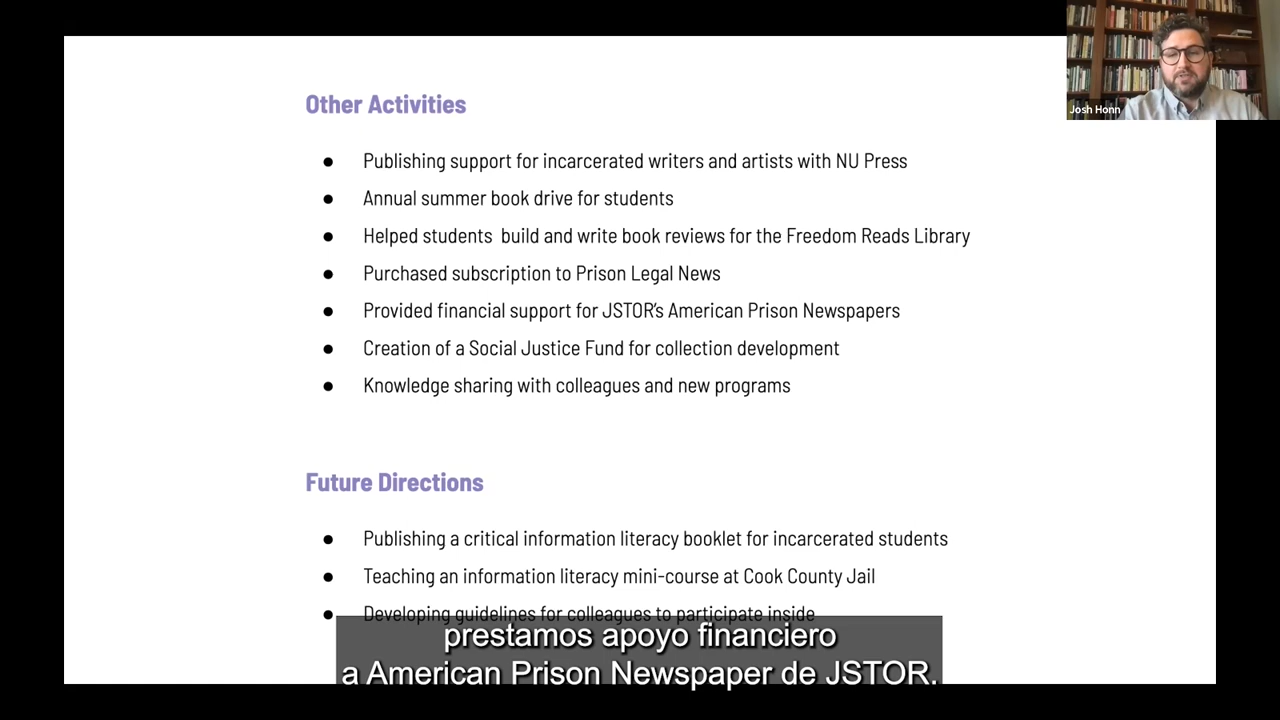 Josh Honn
Other Activities
● Publishing support for incarcerated writers and artists with NU Press
● Annual summer book drive for students
● Helped students build and write book reviews for the Freedom Reads Library
● Purchased subscription to Prison Legal News
● Provided financial support for JSTOR's American Prison Newspapers
● Creation of a Social Justice Fund for collection development
● Knowledge sharing with colleagues and new programs
Future Directions
● Publishing a critical information literacy booklet for incarcerated students
● Teaching an information literacy mini-course at Cook County Jail
● Developing guidelines for colleagues to participate inside
prestamos apoyo financiero
a American Prison Newspaper de JSTOR.